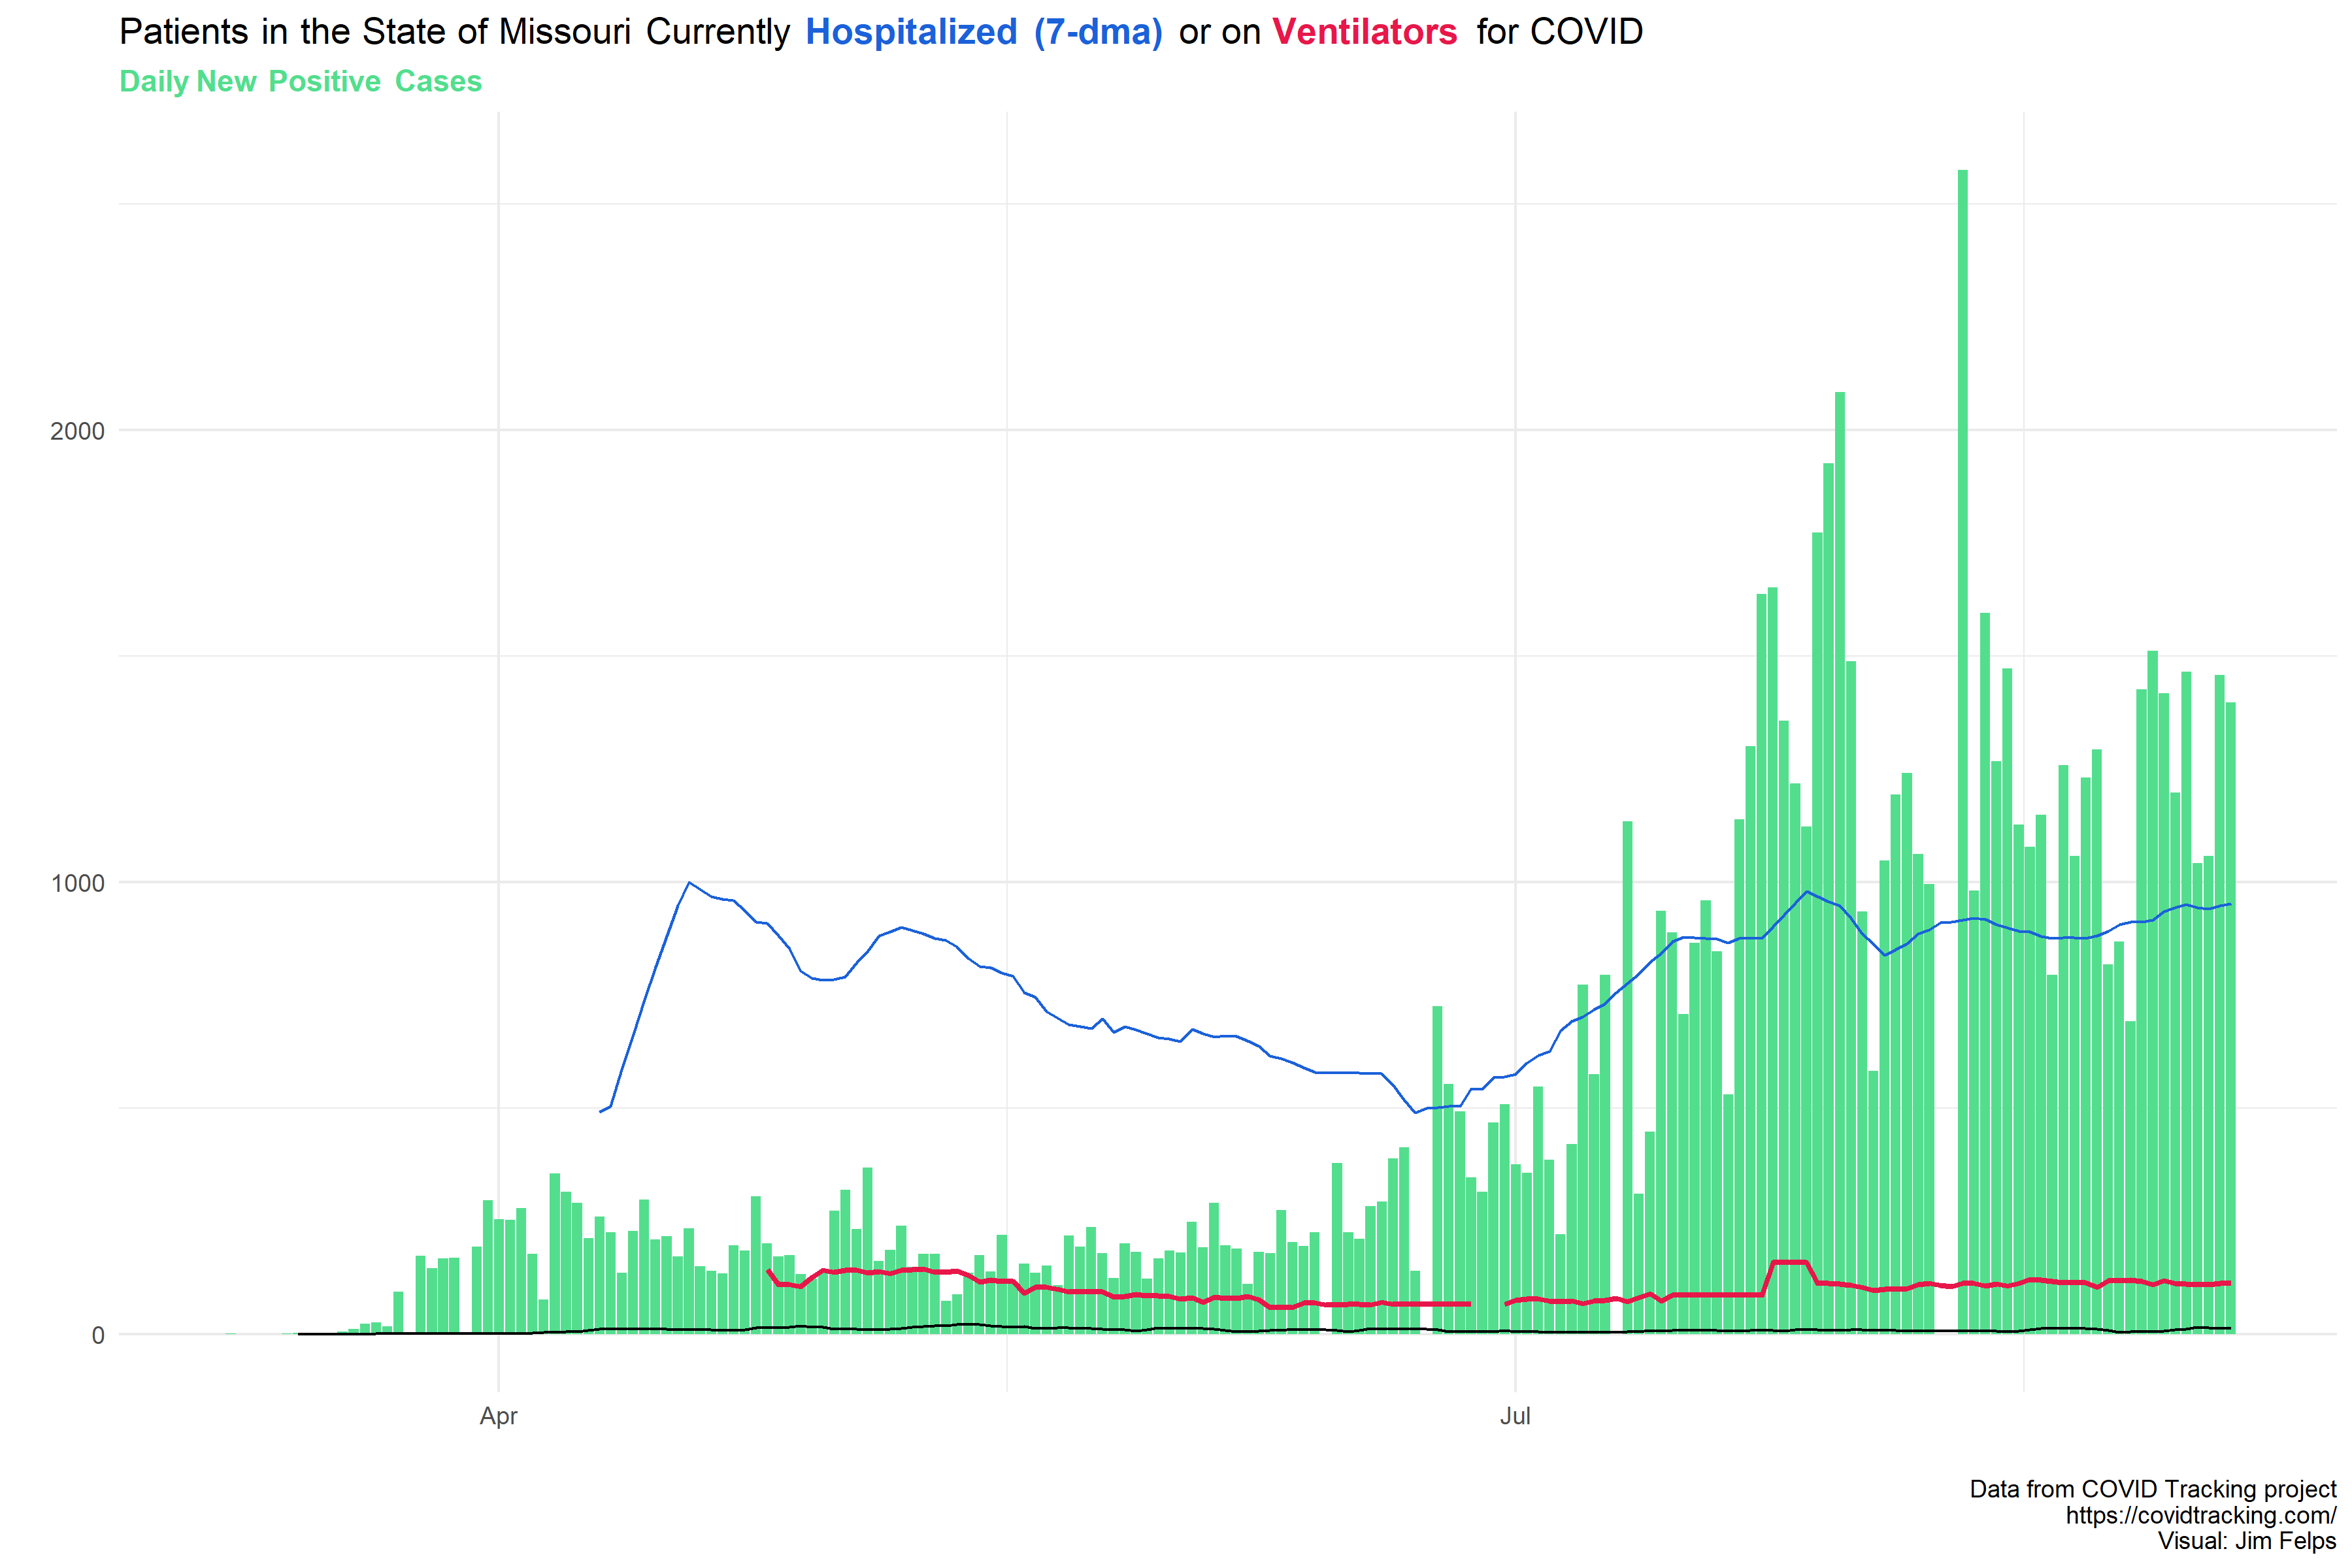 Patients in the State of Missouri Currently Hospitalized (7-dma) or on Ventilators for COVID
Daily New Positive Cases
2000
1000
0
Apr
Jul
Data from COVID Tracking project
https://covidtracking.com/
Visual: Jim Felps